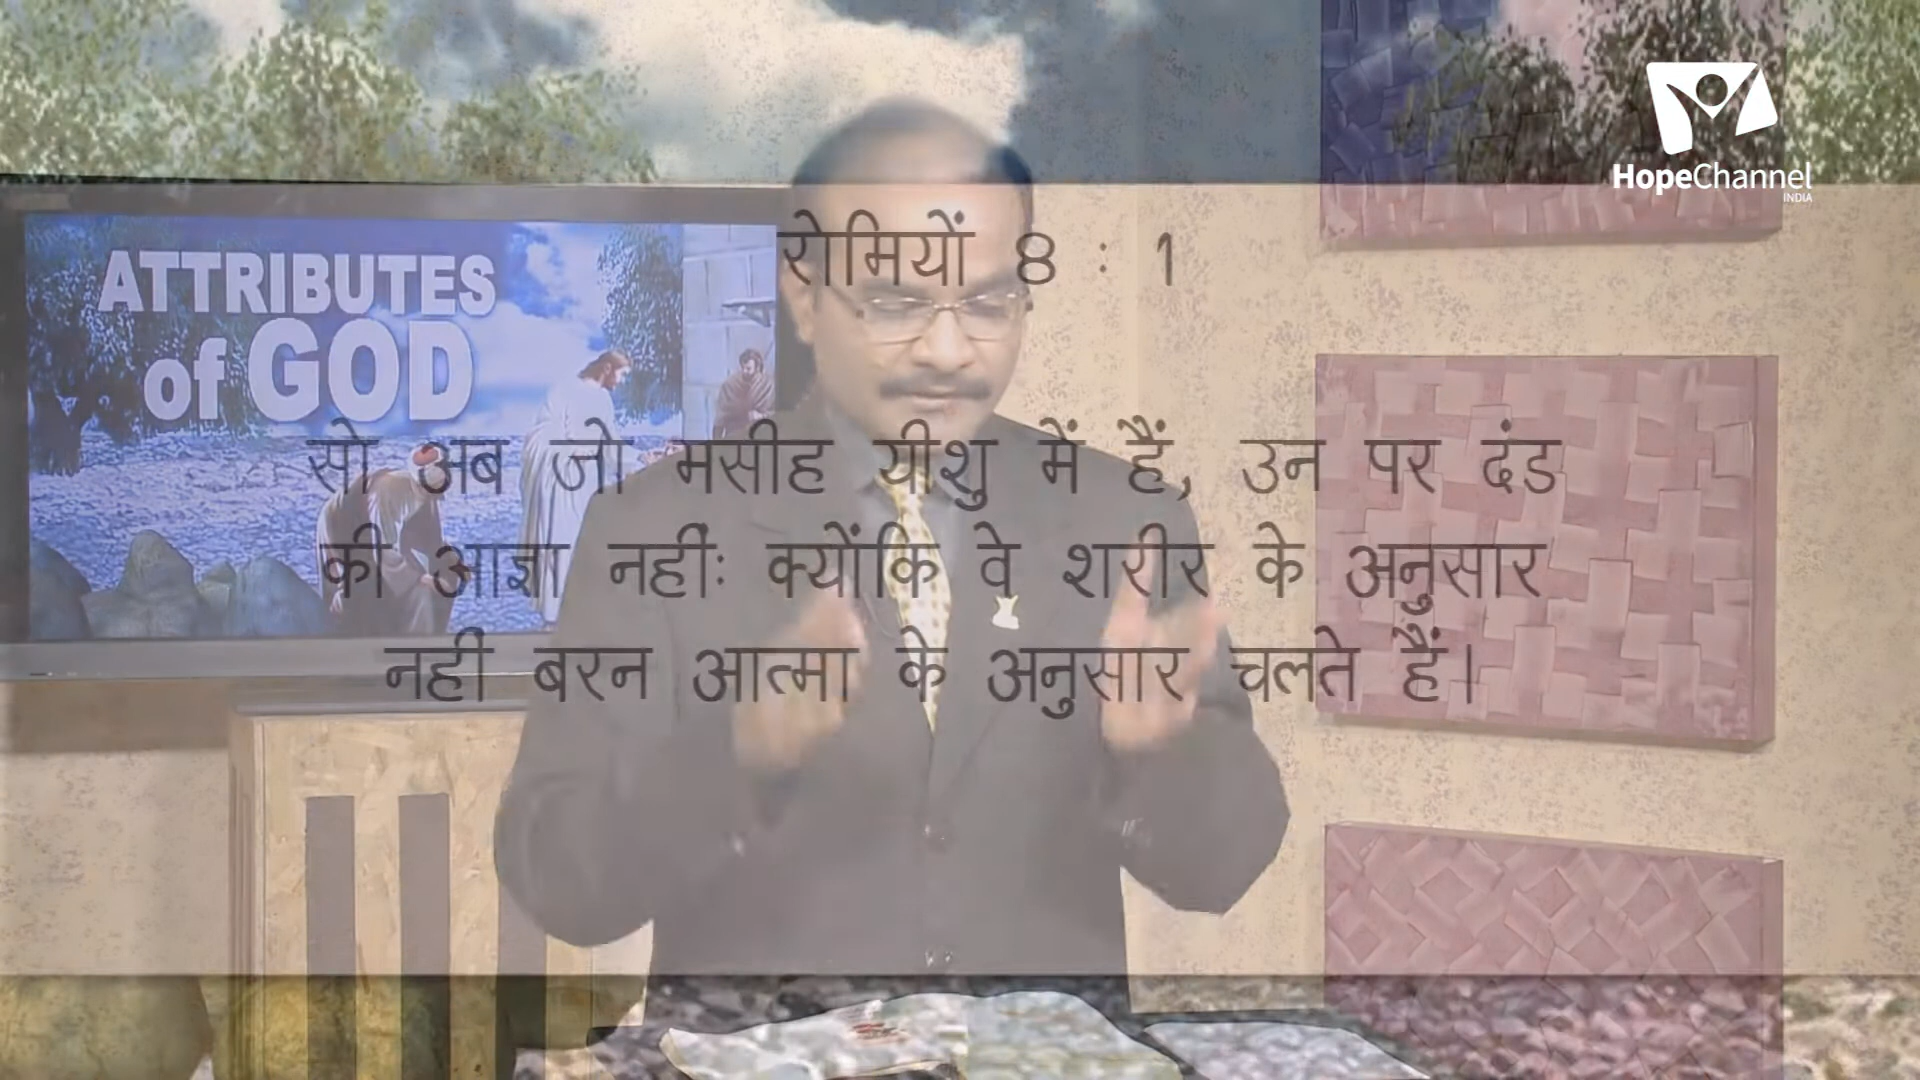 HopeChannel
INDIA
ATTRIBUTES
of GOD
रोमियों 8 : 1
सो अब जो मसीह यीशु में हैं, उन पर दंड
की आज्ञा नहींः क्योंकि वे शरीर के अनुसार
नहीं बरन आत्मा के अनुसार चलते हैं।